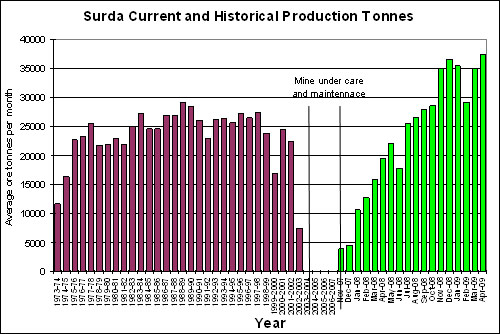 Surda Current and Historical Production Tonnes
Average ore tonnes per month
40000
35000
30000
25000
20000
15000
10000
5000
0
Mine under care
and maintennace
1973-74
1974-75
1975-76
1976-77
1977-78
1978-79
1979-80
1980-81
1981-82
1982-83
1983-84
1984-85
1985-86
1986-87
1987-88
1988-89
1989-90
1990-91
1991-92
1992-93
1993-94
1994-95
1995-96
1996-97
1997-98
1998-99
1999-2000
2000-2001
2001-2002
2002-2003
2003-2004
2004-2005
2005-2006
2006-2007
Nov-07
Dec-07
Jan-08
Feb-08
Mar-08
Apr-08
May-08
Jun-08
Jul-08
Aug-08
Sep-08
Oct-08
Nov-08
Dec-08
Jan-09
Feb-09
Mar-09
Apr-09
Year